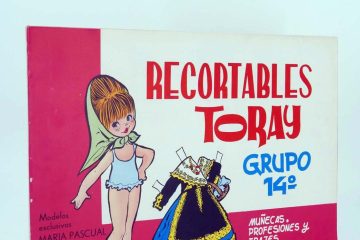 RECORTABLES
TORAY
GRUPO
14º
Modelos
exclusivos
MARIA PASCUAL
MUÑECAS.
PROFESIONES Y
TRAJES